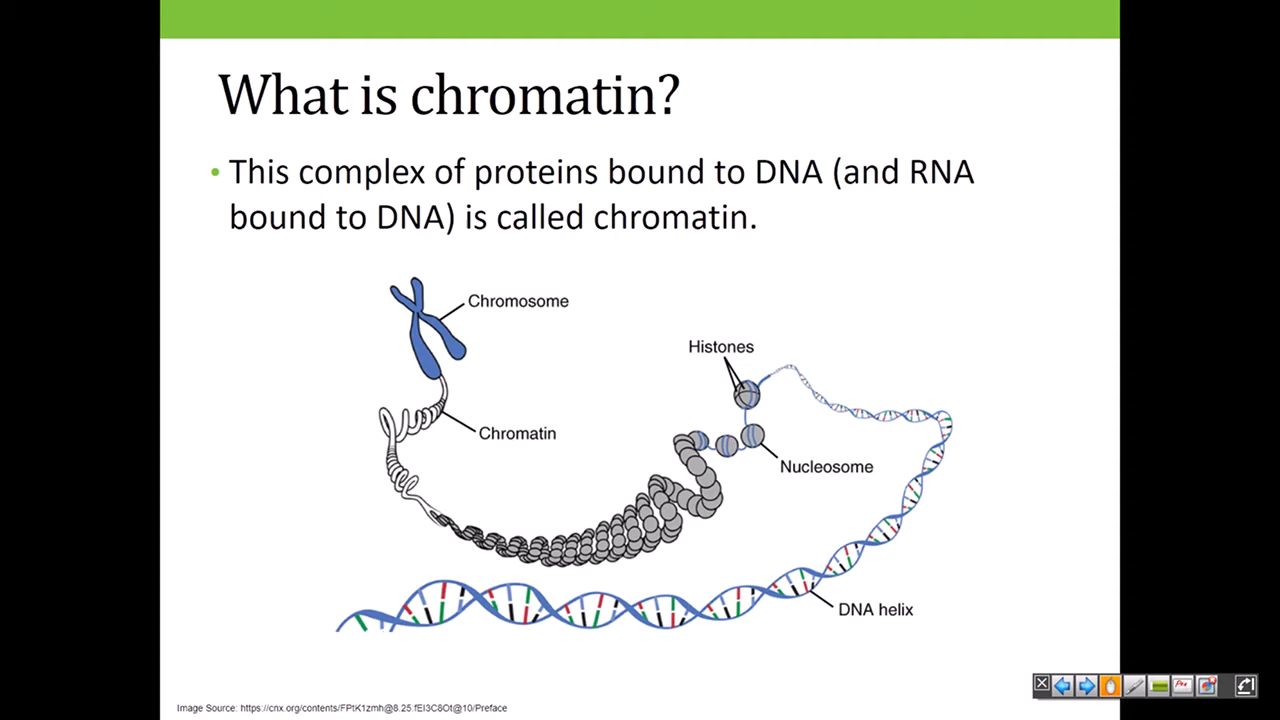 What is chromatin?
• This complex of proteins bound to DNA (and RNA
bound to DNA) is called chromatin.
Chromosome
Histones
Chromatin
Nucleosome
DNA helix
Image Source: https://cnx.org/contents/FPtK1zmh@8.25:fEI3C8Ot@10/Preface